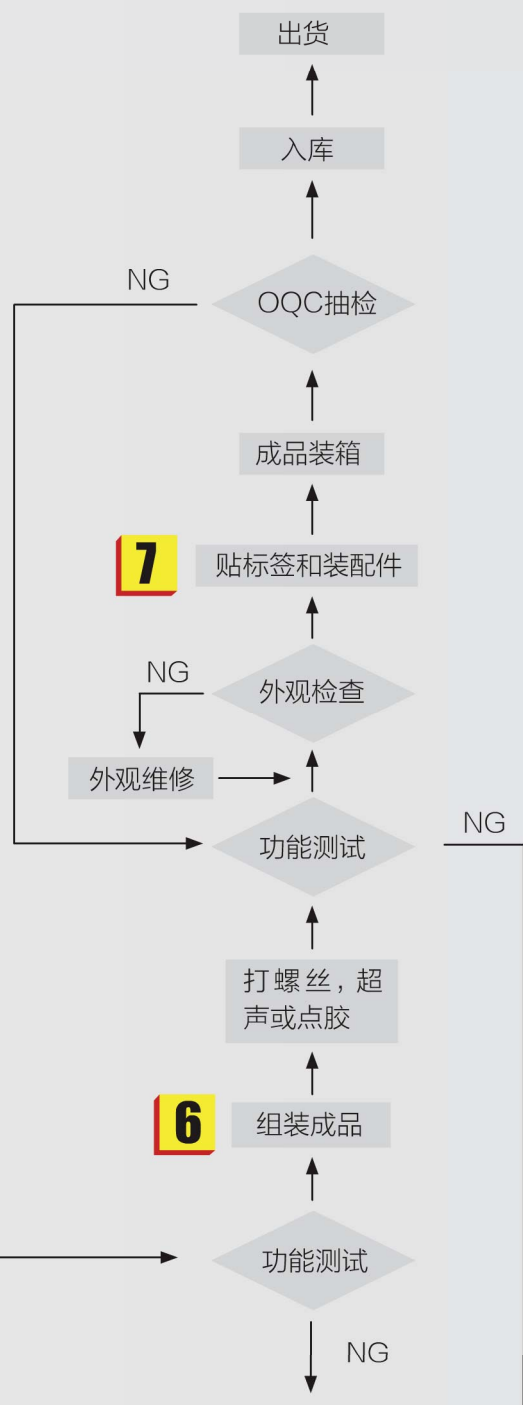 出货
入库
NG
OQC抽检
成品装箱
7
贴标签和装配件
NG
外观检查
外观维修
功能测试
NG
打螺丝，超
声或点胶
6
组装成品
功能测试
NG